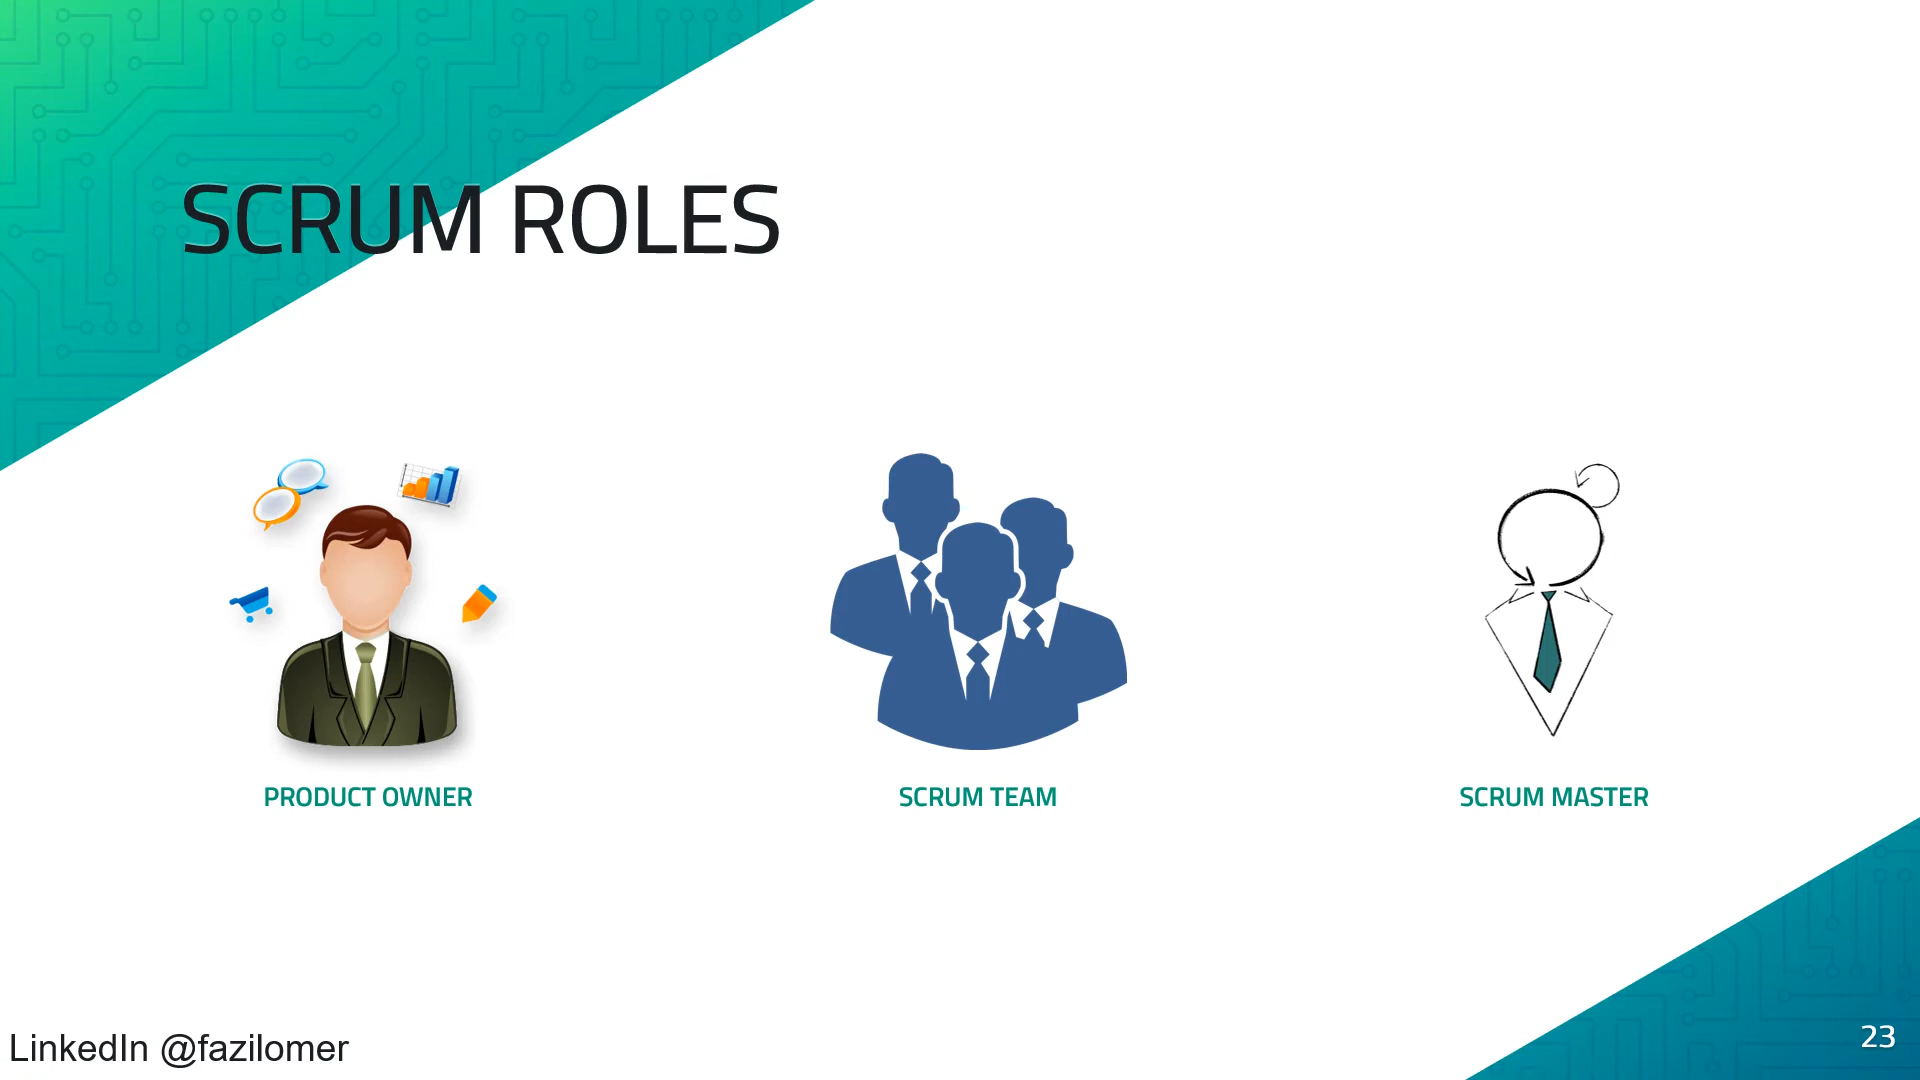 SCRUM ROLES
PRODUCT OWNER
SCRUM TEAM
SCRUM MASTER
LinkedIn @fazilomer
23